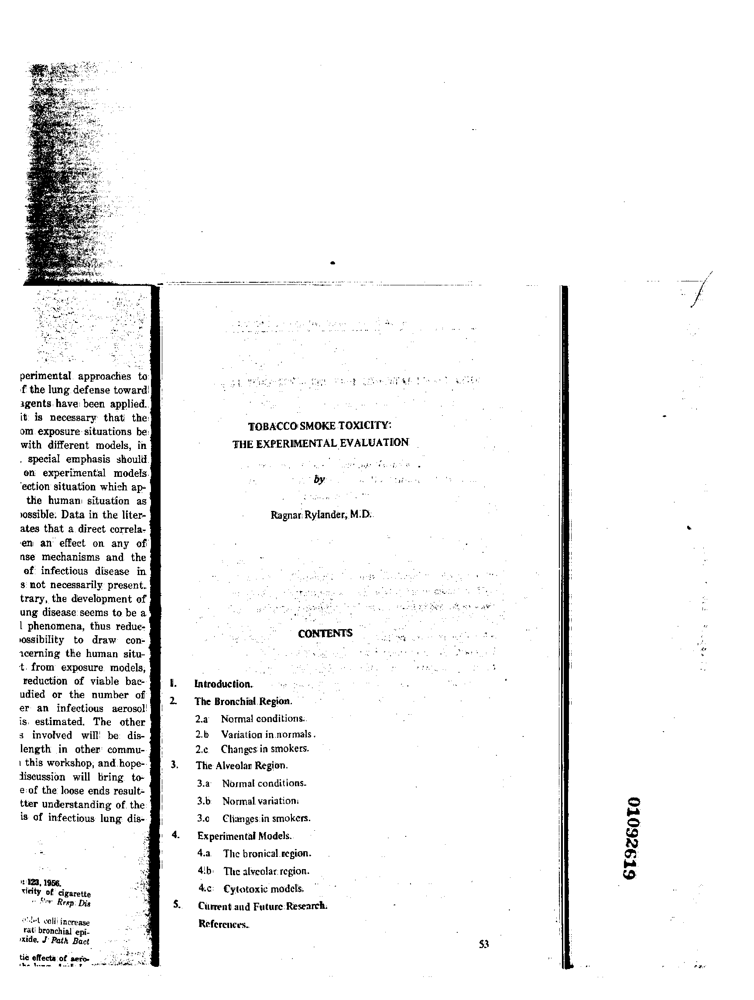 perimental approaches to
f the lung defense toward
agents have been applied.
it is necessary that the
om exposure situations be
with different models, in
. special emphasis should
on experimental models
ection situation which ap-
the human situation as
possible. Data in the liter-
ates that a direct correla-
en an effect on any of
nse mechanisms and the
of infectious disease in
s not necessarily present.
trary, the development of
ung disease seems to be a
l phenomena, thus reduc-
ossibility to draw con-
ncerning the human situ-
t from exposure models,
reduction of viable bac-
udied or the number of
er an infectious aerosol
is estimated. The other
s involved will be dis-
length in other commu-
this workshop, and hope-
discussion will bring to-
e of the loose ends result-
tter understanding of the
is of infectious lung dis-
123, 1956.
xicity of cigarette
Resp Dis
coli increase
rat bronchial epi-
oxide. J Path Bact
tic effects of aero-
TOBACCO SMOKE TOXICITY:
THE EXPERIMENTAL EVALUATION
by
Ragnar Rylander, M.D.
CONTENTS
1. Introduction.
2. The Bronchial Region.
2.a Normal conditions.
2.b Variation in normals.
2.c Changes in smokers.
3. The Alveolar Region.
3.a Normal conditions.
3.b Normal variation.
3.c Changes in smokers.
4. Experimental Models.
4.a The bronical region.
4.b The alveolar region.
4.c Cytotoxic models.
5. Current and Future Research.
References.
53
01092619